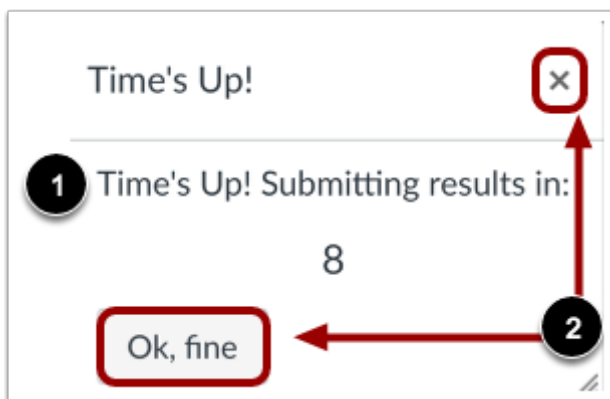 Time's Up! ×
1 Time's Up! Submitting results in:
8
2
Ok, fine